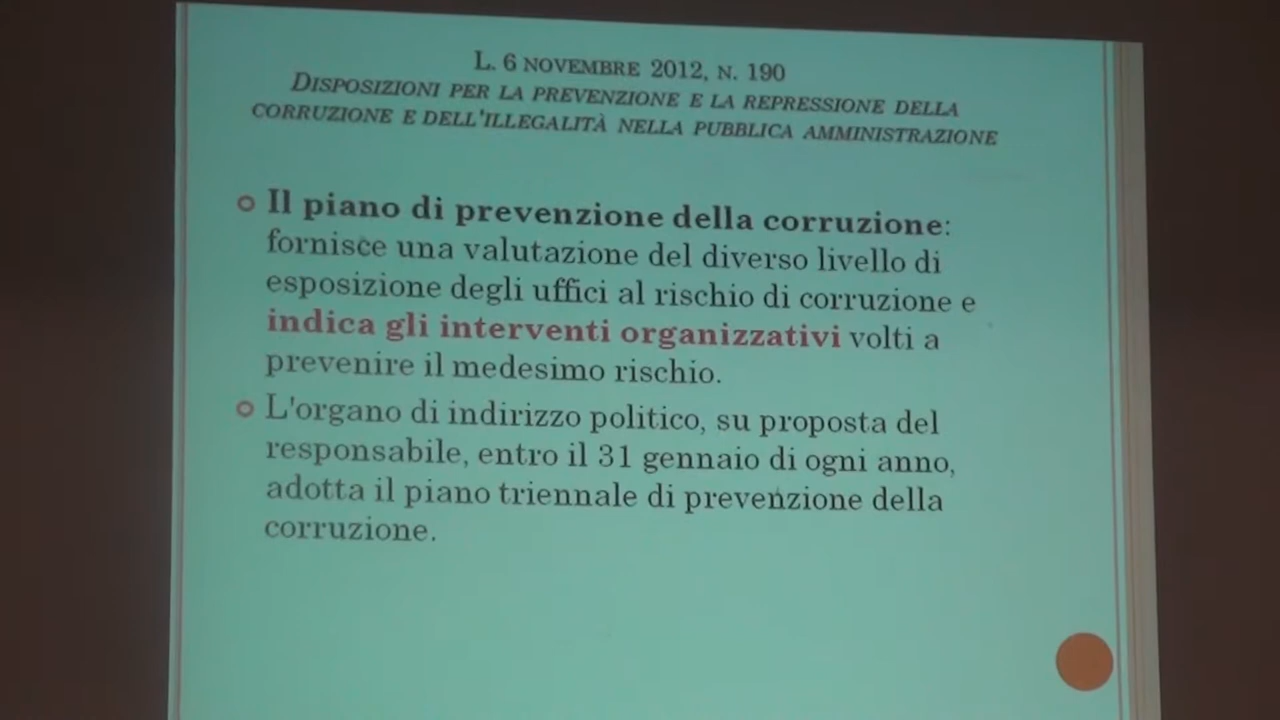 L. 6 NOVEMBRE 2012, N. 190
DISPOSIZIONI PER LA PREVENZIONE E LA REPRESSIONE DELLA
CORRUZIONE E DELL'ILLEGALITÀ NELLA PUBBLICA AMMINISTRAZIONE
Il piano di prevenzione della corruzione:
fornisce una valutazione del diverso livello di
esposizione degli uffici al rischio di corruzione e
indica gli interventi organizzativi volti a
prevenire il medesimo rischio.
L'organo di indirizzo politico, su proposta del
responsabile, entro il 31 gennaio di ogni anno,
adotta il piano triennale di prevenzione della
corruzione.